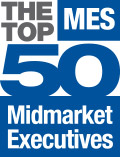 THE TOP MES
50
Midmarket
Executives